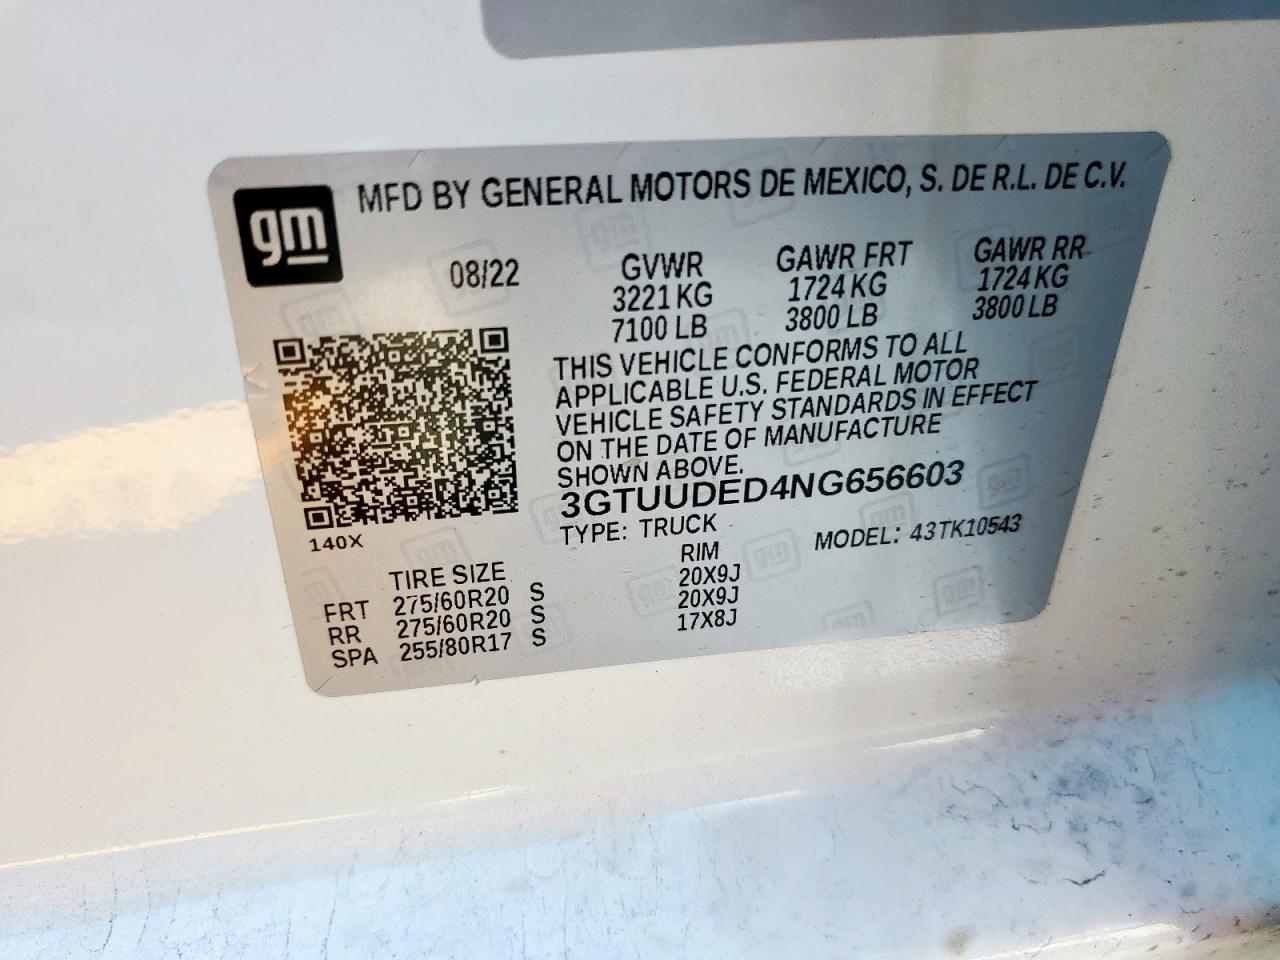 gm
MFD BY GENERAL MOTORS DE MEXICO, S. DE R.L. DE C.V.
08/22
GVWR GAWR FRT GAWR RR
3221 KG 1724 KG 1724 KG
7100 LB 3800 LB 3800 LB
THIS VEHICLE CONFORMS TO ALL
APPLICABLE U.S. FEDERAL MOTOR
VEHICLE SAFETY STANDARDS IN EFFECT
ON THE DATE OF MANUFACTURE
SHOWN ABOVE.
3GTUUDED4NG656603
TYPE: TRUCK MODEL: 43TK10543
140X
TIRE SIZE RIM
FRT 275/60R20 S 20X9J
RR 275/60R20 S 20X9J
SPA 255/80R17 S 17X8J